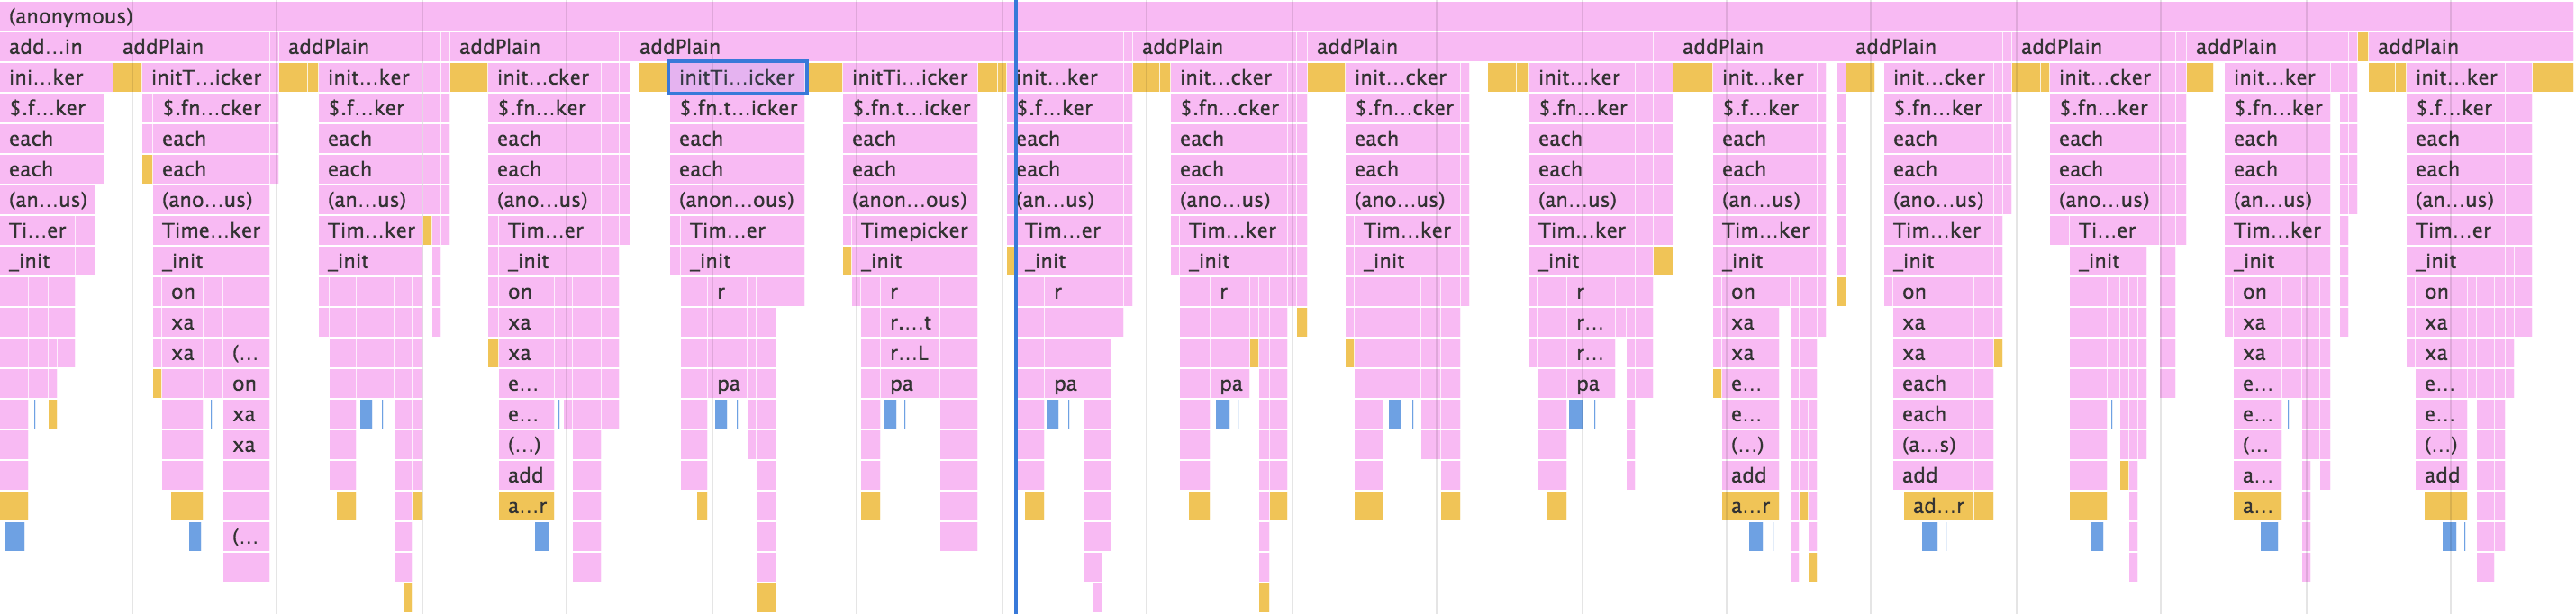 (anonymous)
add…in addPlain addPlain addPlain addPlain addPlain addPlain addPlain addPlain addPlain addPlain addPlain
ini…ker initT…icker init…ker init…cker initTi…icker initTi…icker init…ker init…cker init…cker init…ker init…ker init…cker init…cker init…ker init…ker
$.f…ker $.fn…cker $.f…ker $.fn…ker $.fn.t…icker $.fn.t…icker $.f…ker $.fn…cker $.fn…ker $.fn…ker $.f…ker $.fn…ker $.fn…ker $.fn…ker $.f…ker
each each each each each each each each each each each each each each each
each each each each each each each each each each each each each each each
(an…us) (ano…us) (an…us) (ano…us) (anon…ous) (anon…ous) (an…us) (ano…us) (ano…us) (an…us) (an…us) (ano…us) (ano…us) (an…us) (an…us)
Ti…er Time…ker Tim…ker Tim…er Tim…er Timepicker Tim…er Tim…ker Tim…ker Tim…ker Tim…ker Tim…ker Ti…er Tim…ker Tim…er
_init _init _init _init _init _init _init _init _init _init _init _init _init _init _init
on on r r r r r on on on on
xa xa r….t r… xa xa xa xa
xa (… xa r…L r… xa xa xa xa
on e… pa pa pa pa pa e… each e… e…
xa e… e… each e… e…
xa (…) (…) (a…s) (… (…)
add add add a… add
a…r a…r ad…r a…
(…